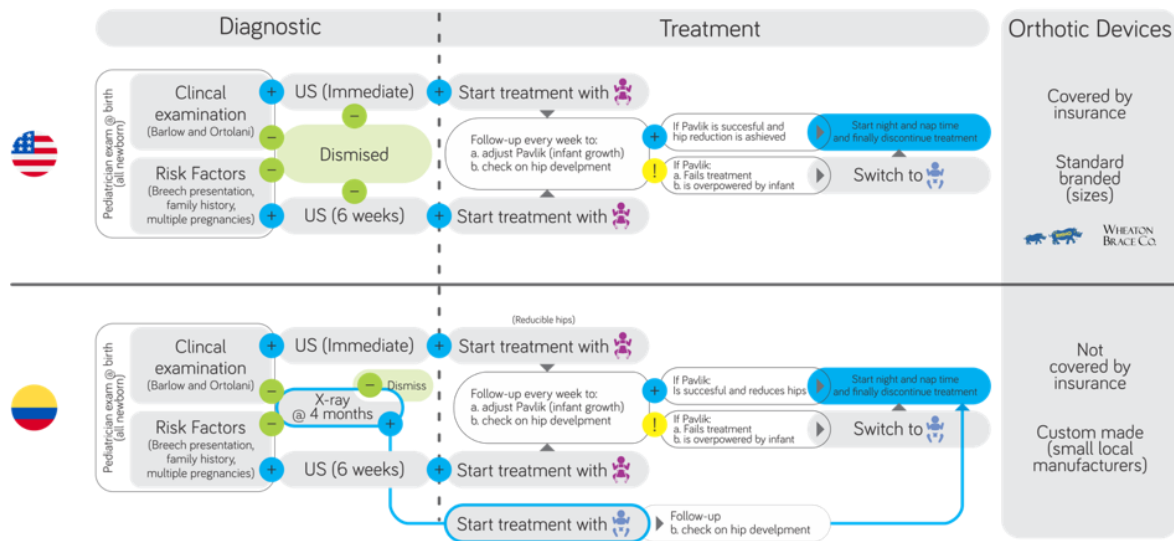 Diagnostic
Treatment
Orthotic Devices
Pediatrician exam @ birth
(all newborn)
Clincal
examination
(Barlow and Ortolani)
Risk Factors
(Breech presentation,
family history,
multiple pregnancies)
+
US (Immediate)
−
−
Dismised
−
−
+
US (6 weeks)
+
Start treatment with
Follow-up every week to:
a. adjust Pavlik (infant growth)
b. check on hip develpment
+
Start treatment with
+
If Pavlik is succesful and
hip reduction is achieved
Start night and nap time
and finally discontinue treatment
!
If Pavlik:
a. Fails treatment
b. is overpowered by infant
Switch to
Covered by
insurance
Standard
branded
(sizes)
WHEATON
BRACE CO.
Pediatrician exam @ birth
(all newborn)
Clincal
examination
(Barlow and Ortolani)
Risk Factors
(Breech presentation,
family history,
multiple pregnancies)
+
US (Immediate)
−
−
Dismiss
X-ray
@ 4 months
−
+
+
US (6 weeks)
(Reducible hips)
+
Start treatment with
Follow-up every week to:
a. adjust Pavlik (infant growth)
b. check on hip develpment
+
Start treatment with
+
If Pavlik:
Is succesful and reduces hips
Start night and nap time
and finally discontinue treatment
!
If Pavlik:
a. Fails treatment
b. is overpowered by infant
Switch to
Start treatment with
Follow-up
b. check on hip develpment
Not
covered by
insurance
Custom made
(small local
manufacturers)